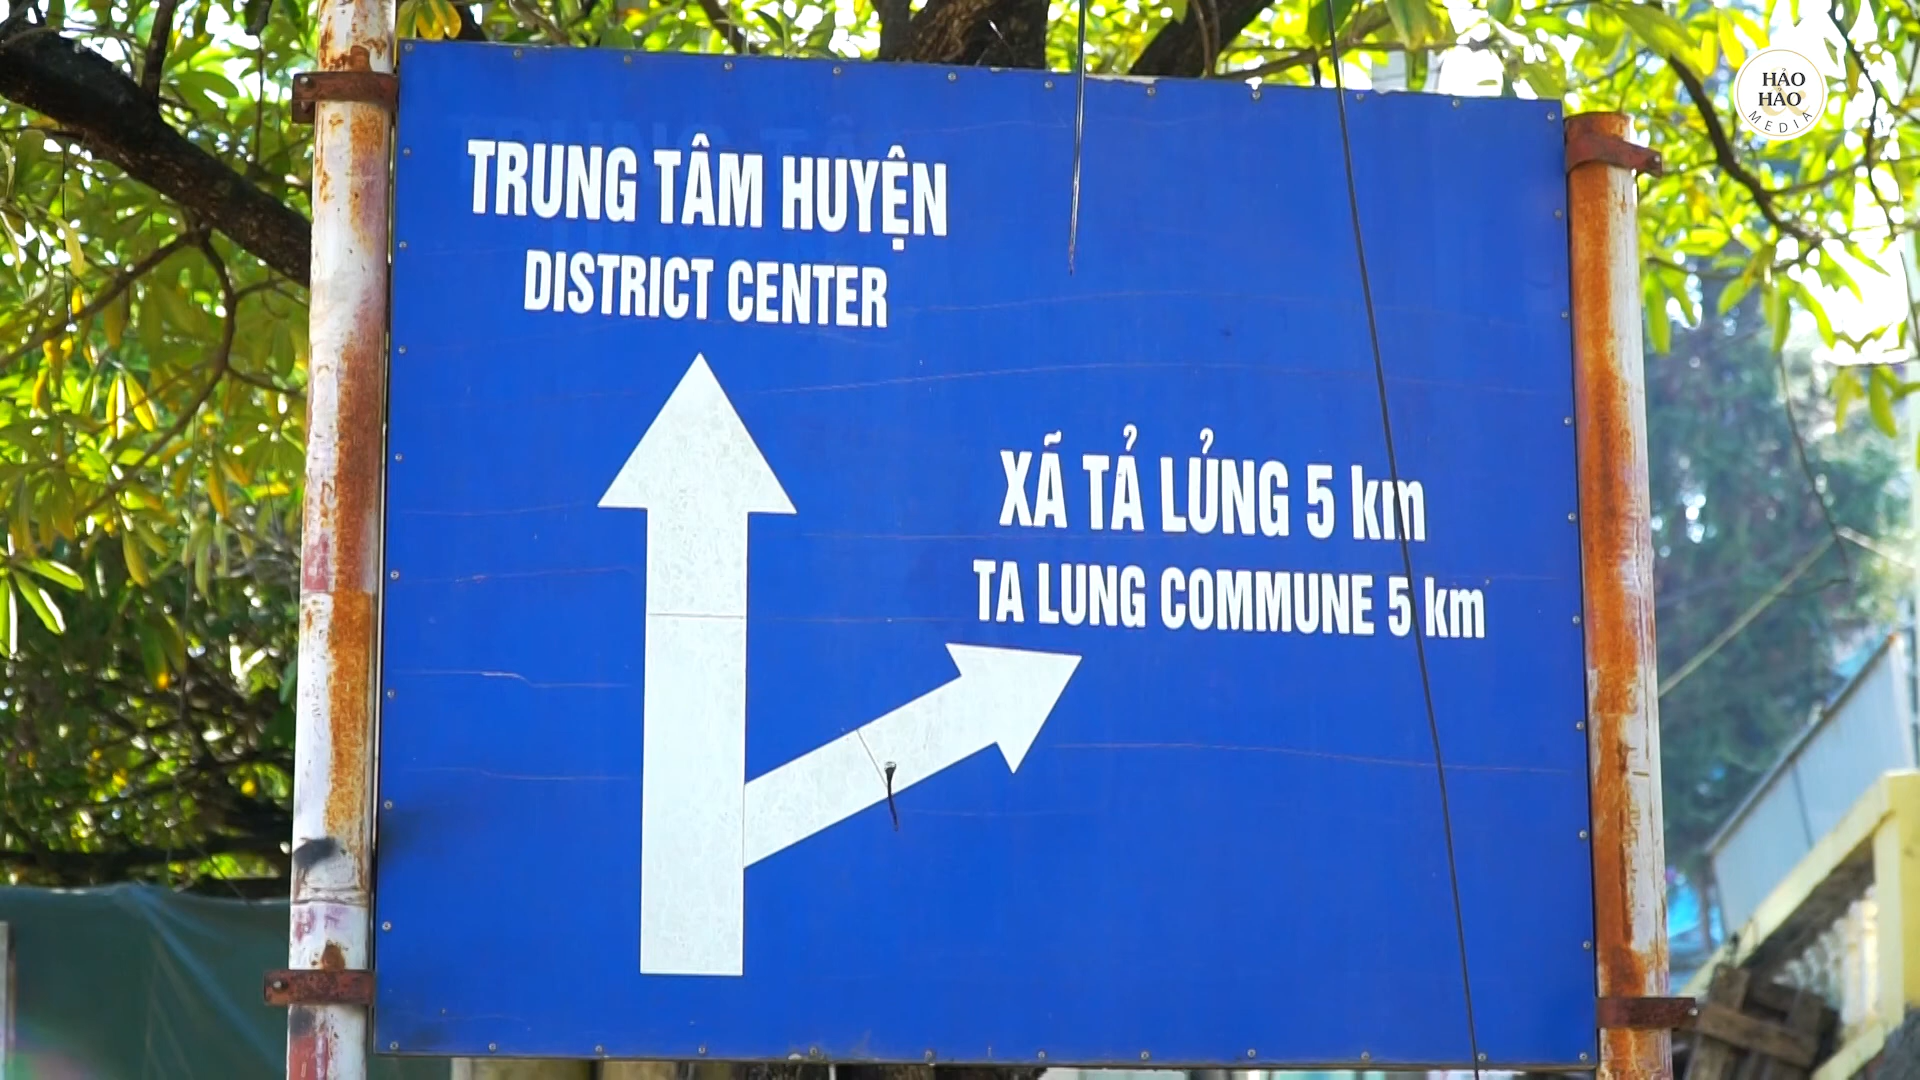 TRUNG TÂM HUYỆN
DISTRICT CENTER
XÃ TẢ LỦNG 5 km
TA LUNG COMMUNE 5 km
HẢO
HẢO
MEDIA